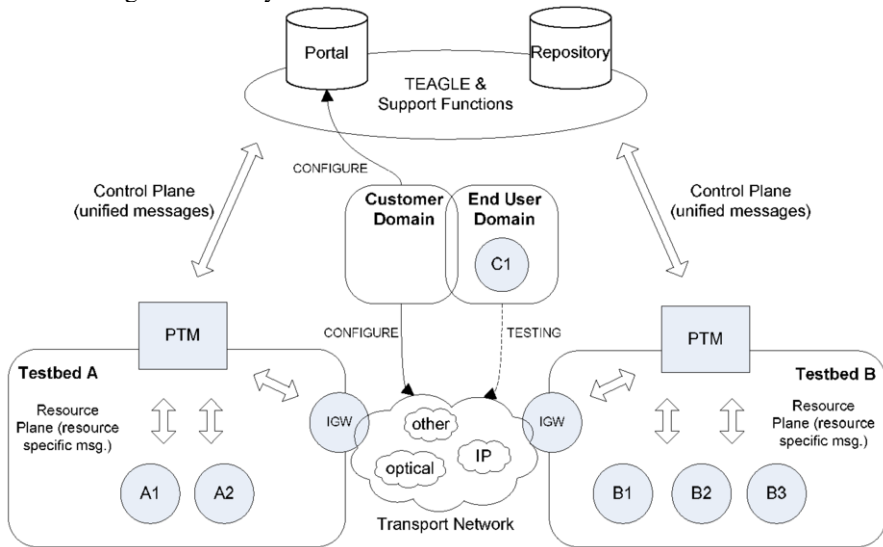 Portal
Repository
TEAGLE &
Support Functions
CONFIGURE
Control Plane
(unified messages)
Customer
Domain
End User
Domain
C1
Control Plane
(unified messages)
PTM
CONFIGURE
TESTING
PTM
Testbed A
Testbed B
Resource
Plane (resource
specific msg.)
IGW
other
optical
IP
IGW
Resource
Plane (resource
specific msg.)
A1
A2
B1
B2
B3
Transport Network